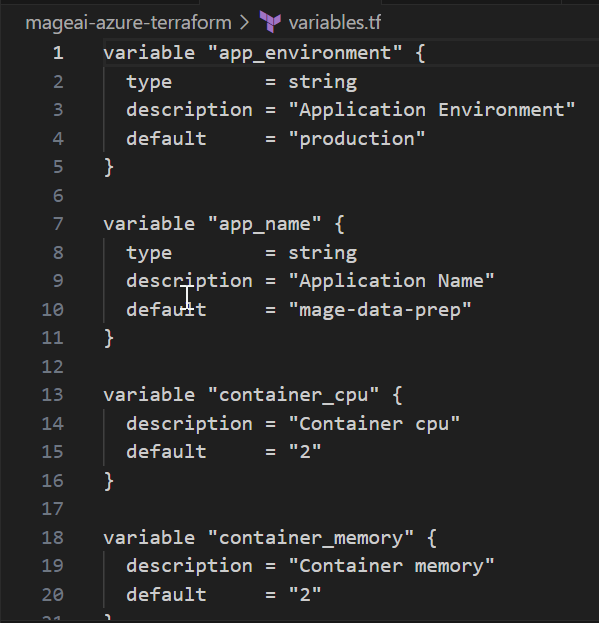 mageai-azure-terraform > variables.tf
1 variable "app_environment" {
2 type = string
3 description = "Application Environment"
4 default = "production"
5 }
6
7 variable "app_name" {
8 type = string
9 description = "Application Name"
10 default = "mage-data-prep"
11 }
12
13 variable "container_cpu" {
14 description = "Container cpu"
15 default = "2"
16 }
17
18 variable "container_memory" {
19 description = "Container memory"
20 default = "2"
21 }